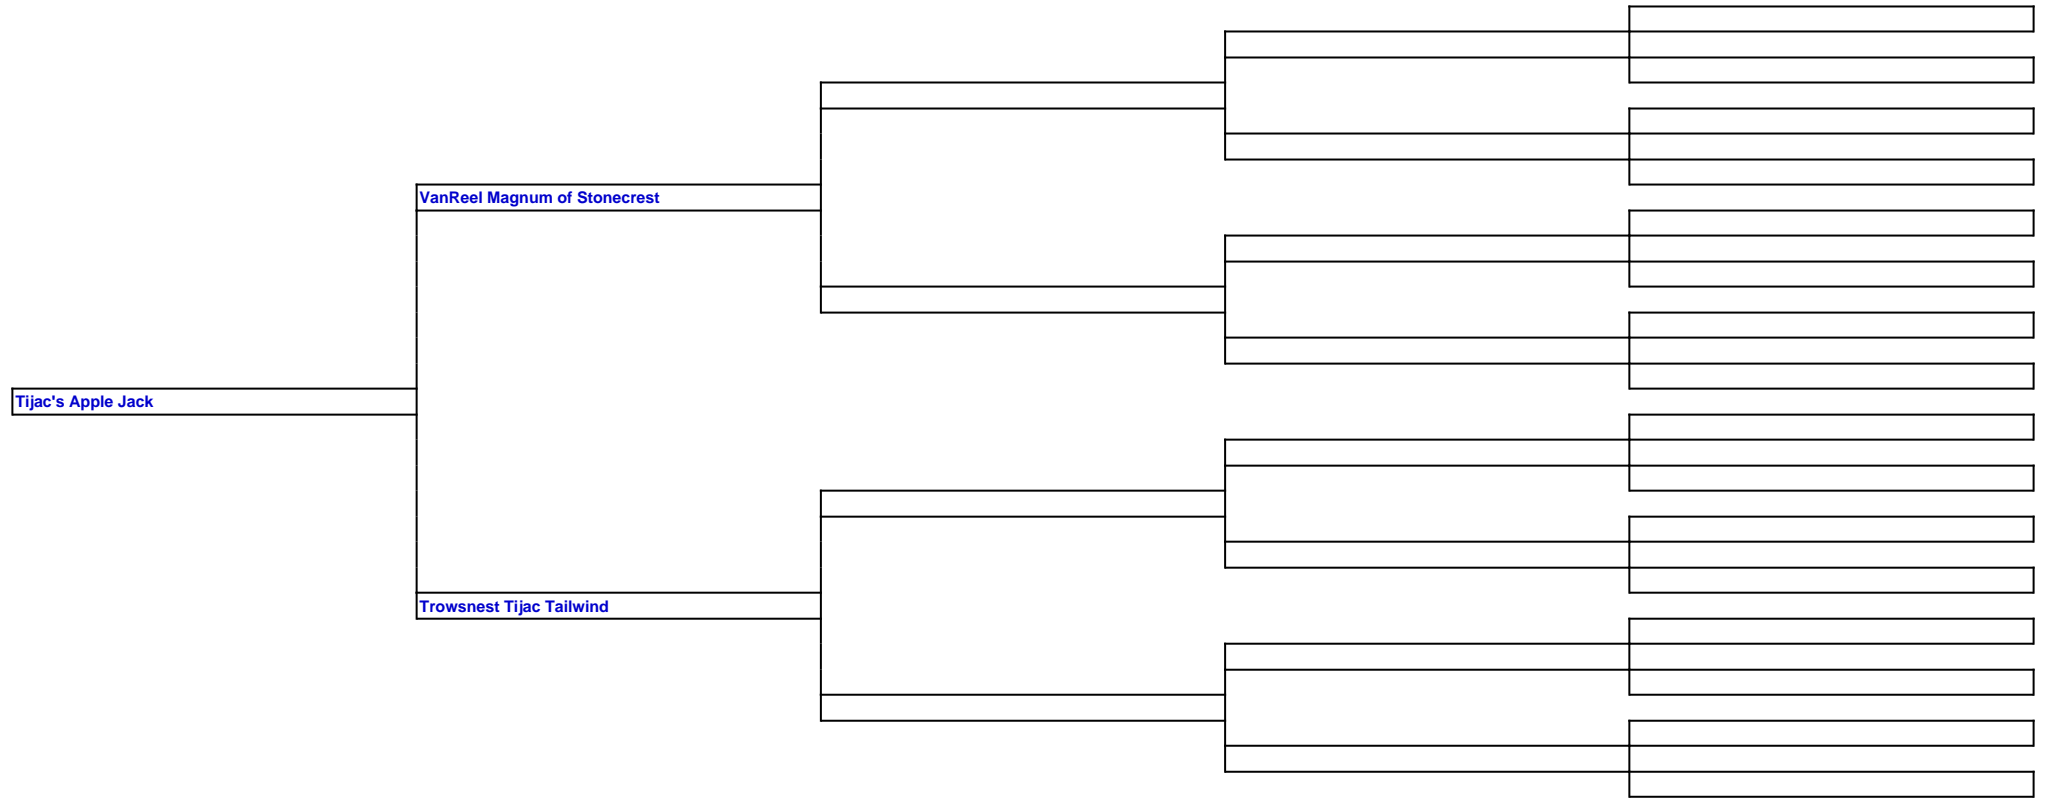 VanReel Magnum of Stonecrest
Tijac's Apple Jack
Trowsnest Tijac Tailwind